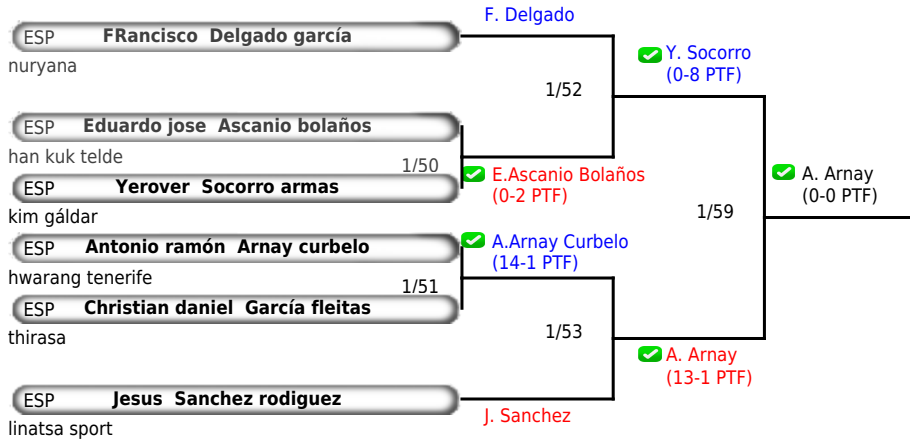 F. Delgado
ESP FRancisco Delgado garcía
nuryana
Y. Socorro
(0-8 PTF)
1/52
ESP Eduardo jose Ascanio bolaños
han kuk telde
1/50
E.Ascanio Bolaños
(0-2 PTF)
ESP Yerover Socorro armas
kim gáldar
A. Arnay
(0-0 PTF)
1/59
ESP Antonio ramón Arnay curbelo
hwarang tenerife
A.Arnay Curbelo
(14-1 PTF)
1/51
ESP Christian daniel García fleitas
thirasa
1/53
A. Arnay
(13-1 PTF)
ESP Jesus Sanchez rodiguez
linatsa sport
J. Sanchez